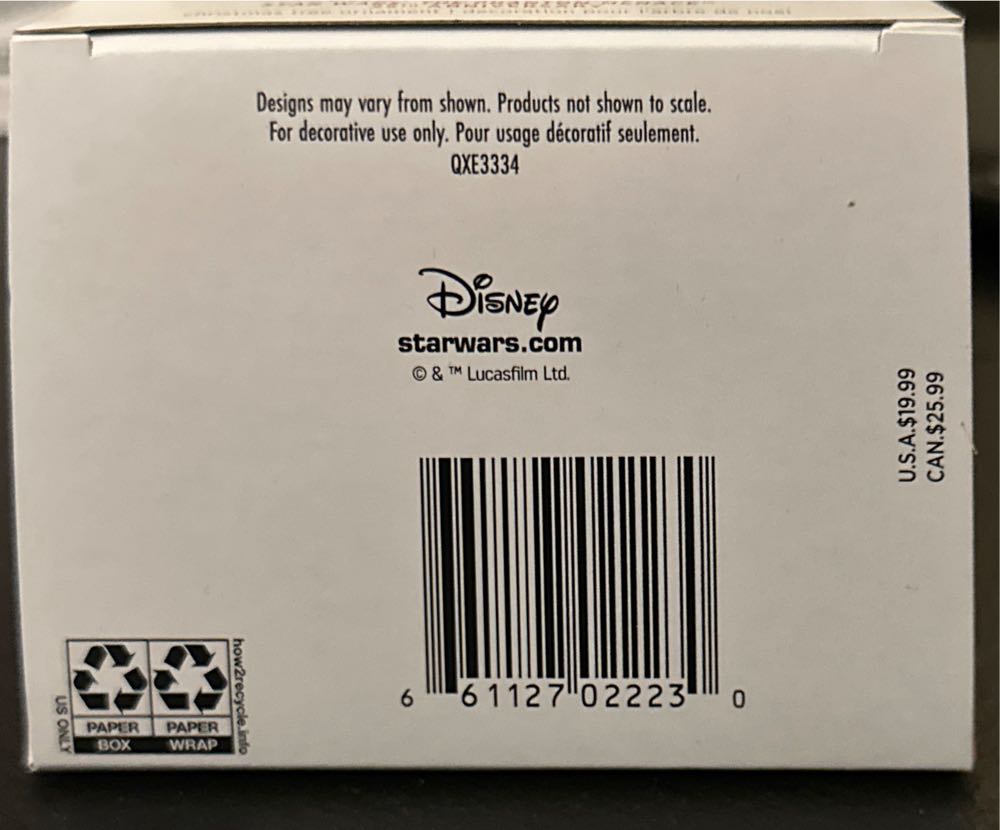 Designs may vary from shown. Products not shown to scale.
For decorative use only. Pour usage décoratif seulement.
QXE3334
Disney
starwars.com
© & ™ Lucasfilm Ltd.
U.S.A.$19.99
CAN.$25.99
6 61127 02223 0
how2recycle.info
US ONLY
PAPER PAPER
BOX WRAP